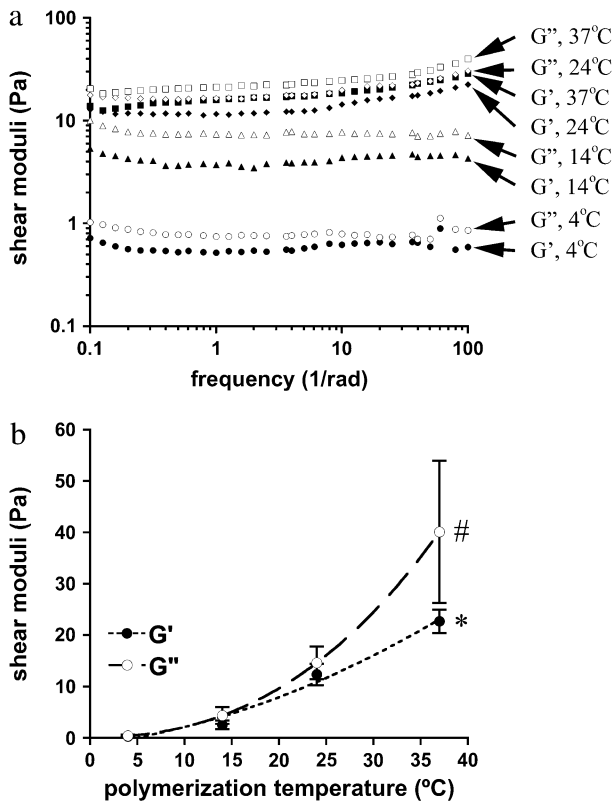 a
100
10
1
0.1
0.1
1
10
100
shear moduli (Pa)
frequency (1/rad)
G”, 37°C
G”, 24°C
G’, 37°C
G’, 24°C
G”, 14°C
G’, 14°C
G”, 4°C
G’, 4°C
b
60
50
40
30
20
10
0
0 5 10 15 20 25 30 35 40
shear moduli (Pa)
polymerization temperature (ºC)
G'
G"
#
*